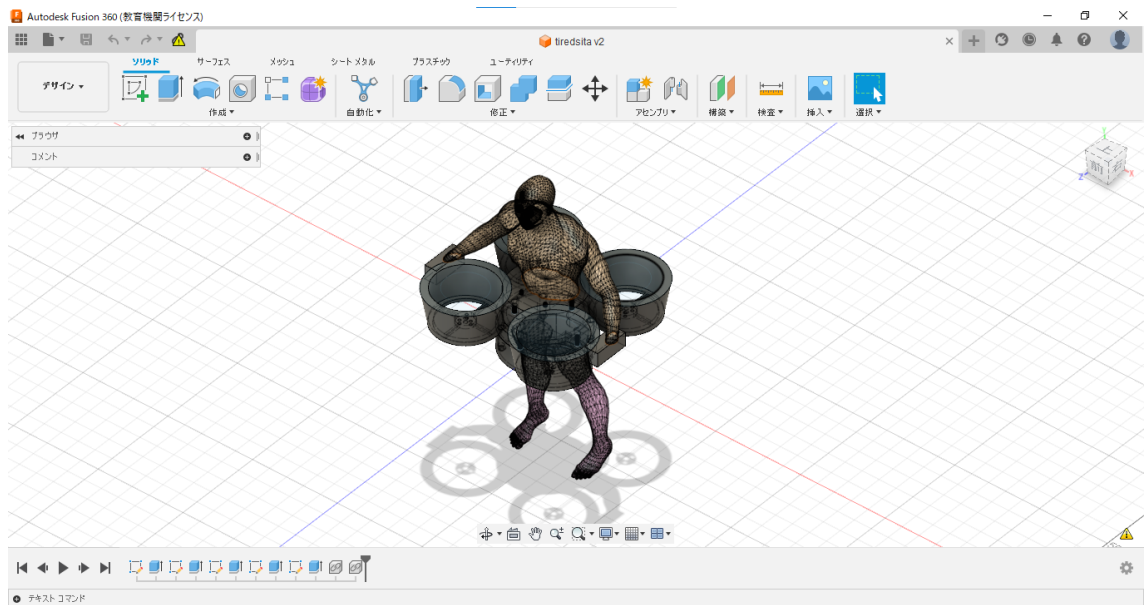 Autodesk Fusion 360 (教育機関ライセンス)
tiredsita v2
デザイン
ソリッド
サーフェス
メッシュ
シート メタル
プラスチック
ユーティリティ
作成
自動化
修正
アセンブリ
構築
検査
挿入
選択
ブラウザ
コメント
上
前
右
Y
Z
X
テキスト コマンド